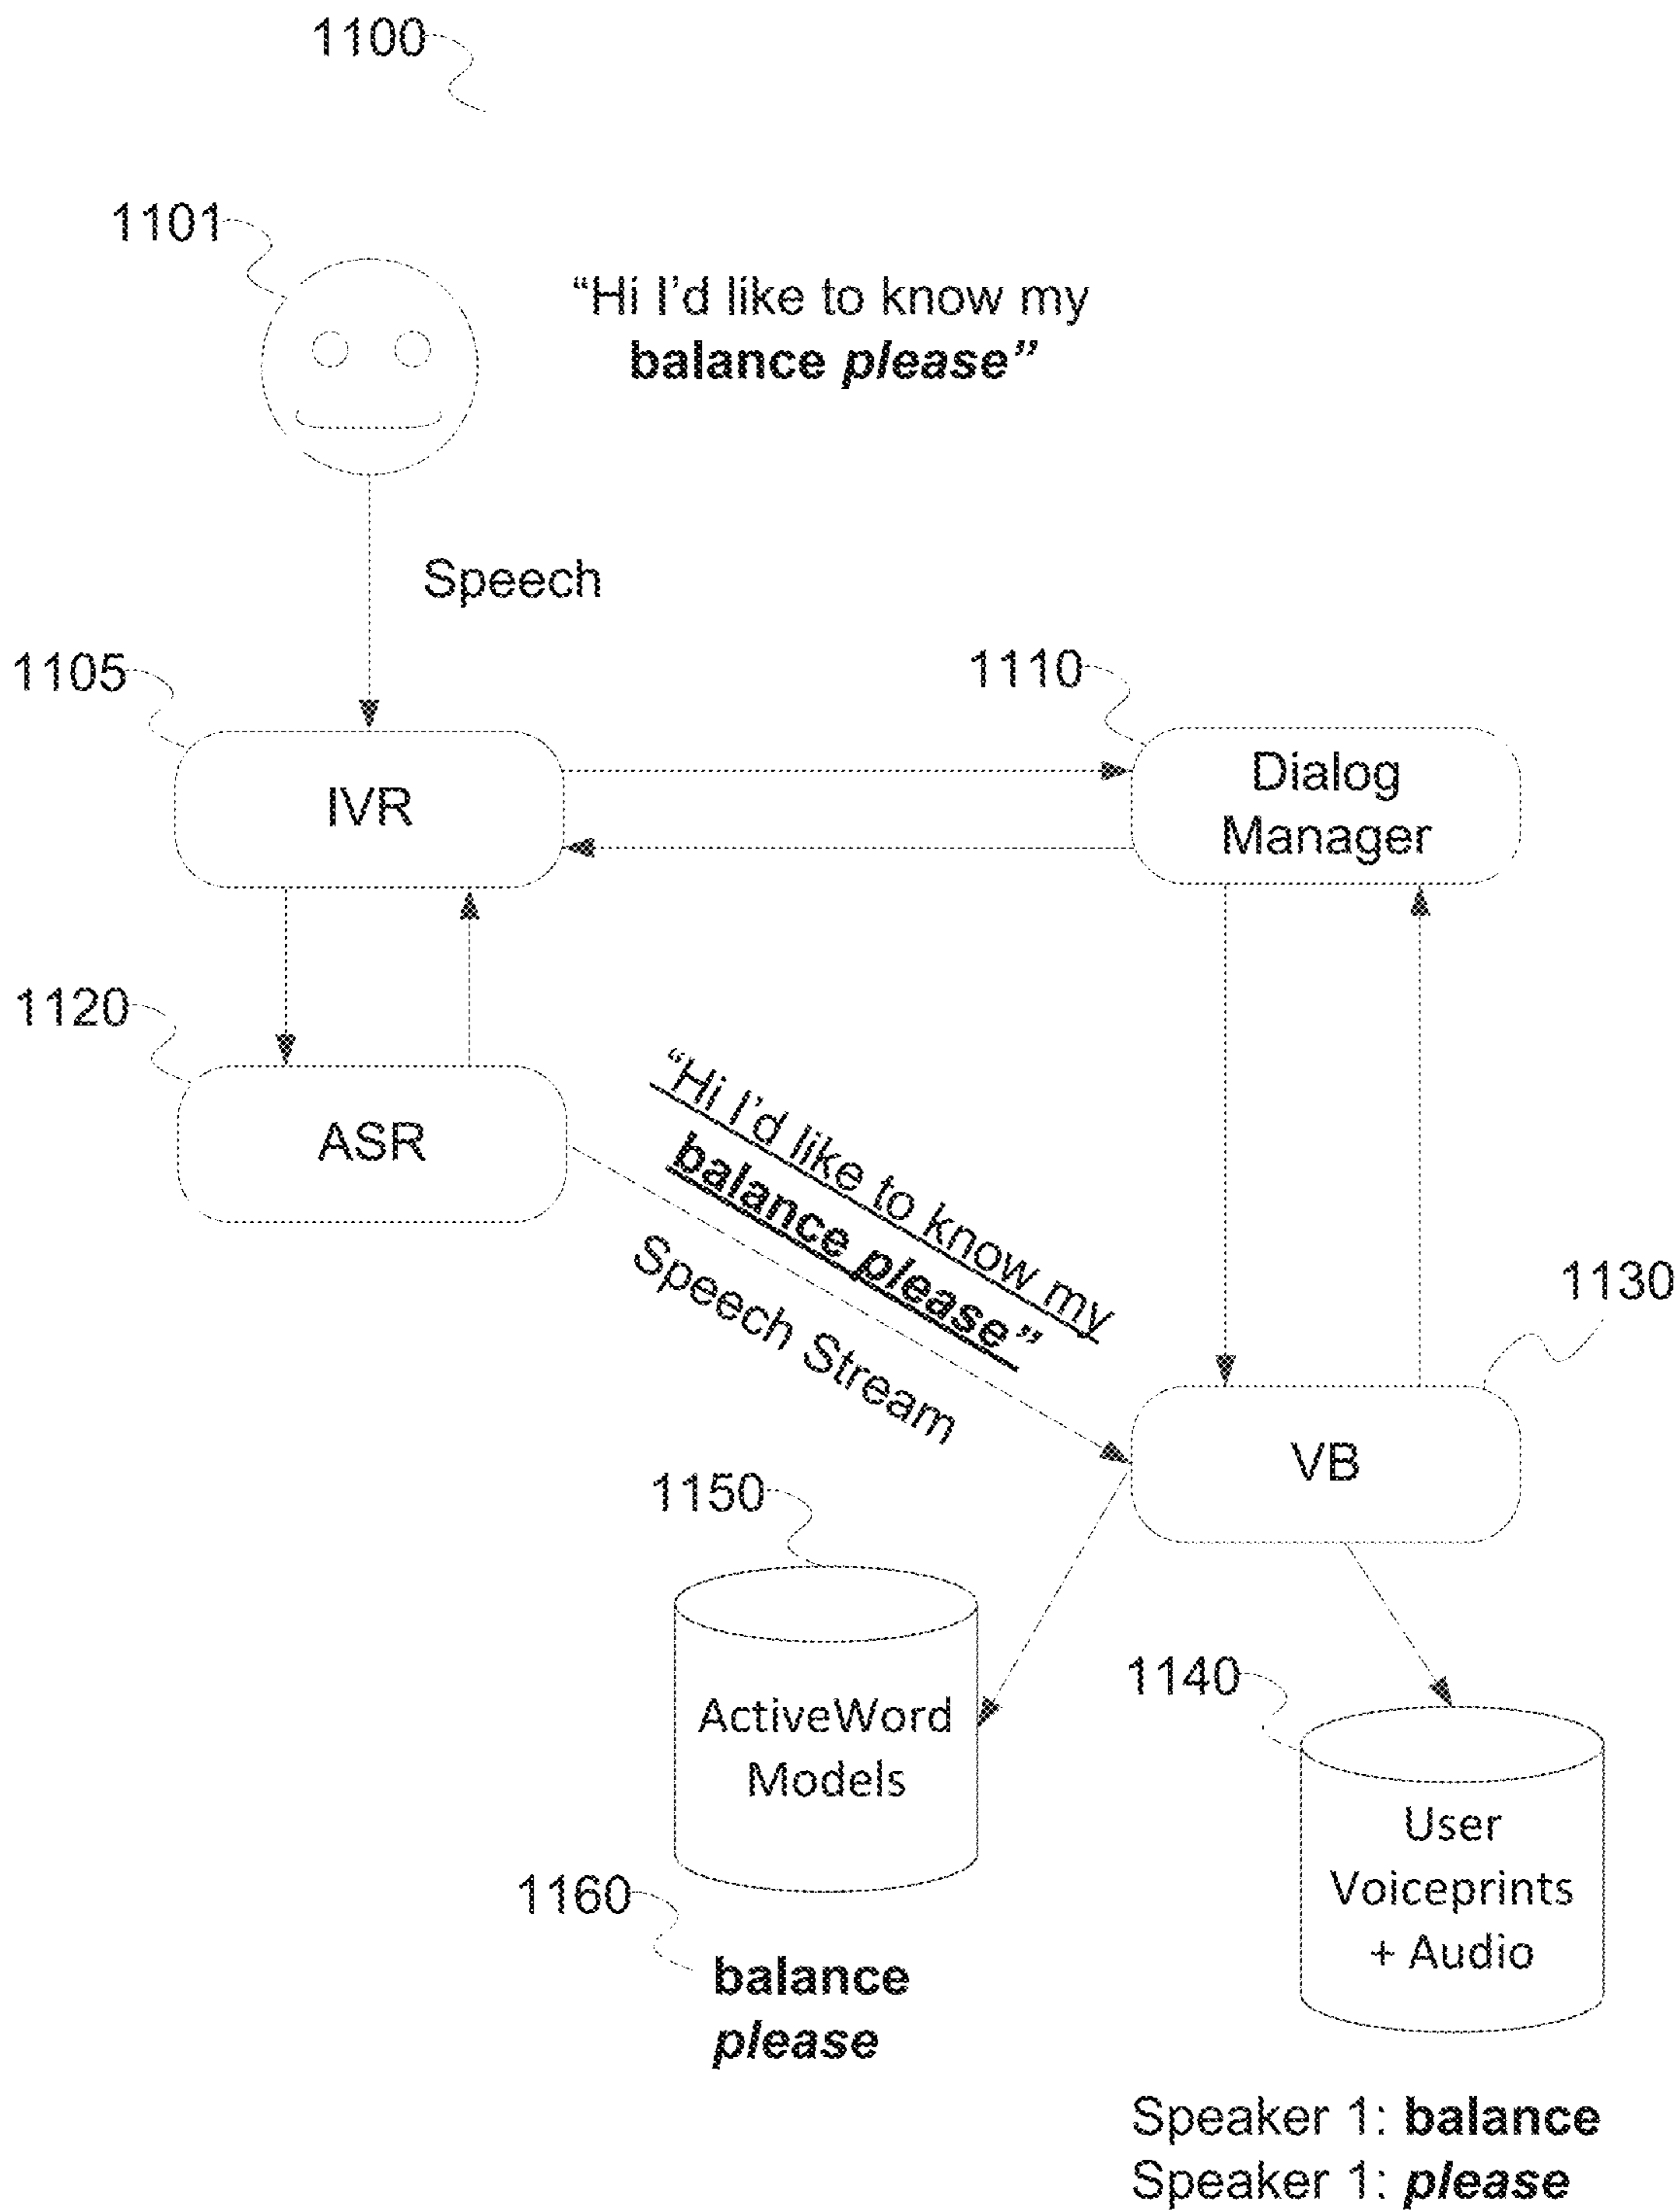 1100
1101
“Hi I’d like to know my
balance please”
Speech
1105
1110
IVR
Dialog
Manager
1120
ASR
“Hi I’d like to know my
balance please”
Speech Stream
1130
VB
1150
ActiveWord
Models
1140
User
Voiceprints
+ Audio
1160
balance
please
Speaker 1: balance
Speaker 1: please